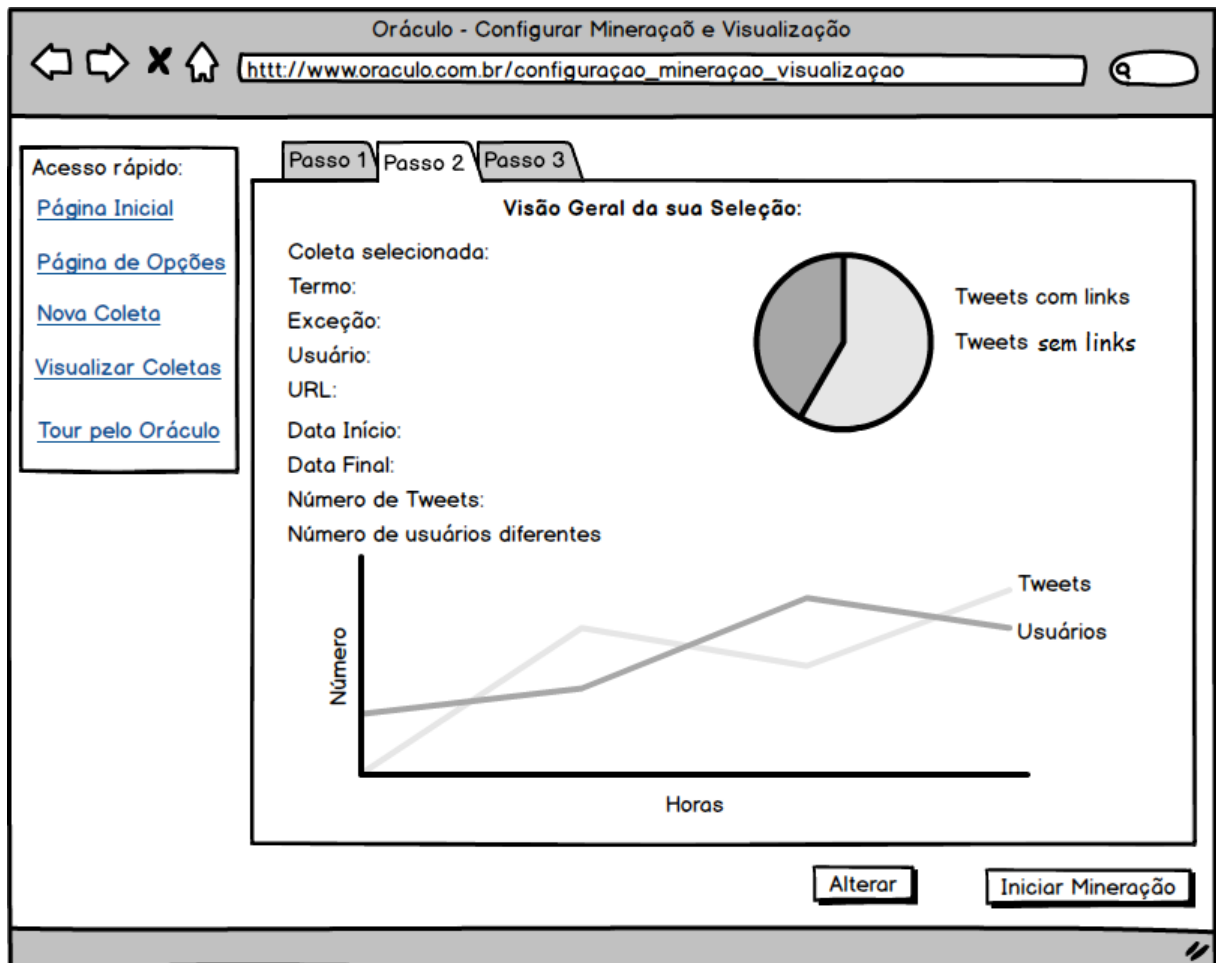 Oráculo - Configurar Mineraçaõ e Visualização
httt://www.oraculo.com.br/configuraçao_mineraçao_visualizaçao
Acesso rápido:
Página Inicial
Página de Opções
Nova Coleta
Visualizar Coletas
Tour pelo Oráculo
Passo 1
Passo 2
Passo 3
Visão Geral da sua Seleção:
Coleta selecionada:
Termo:
Exceção:
Usuário:
URL:
Data Início:
Data Final:
Número de Tweets:
Número de usuários diferentes
Tweets com links
Tweets sem links
Número
Tweets
Usuários
Horas
Alterar
Iniciar Mineração